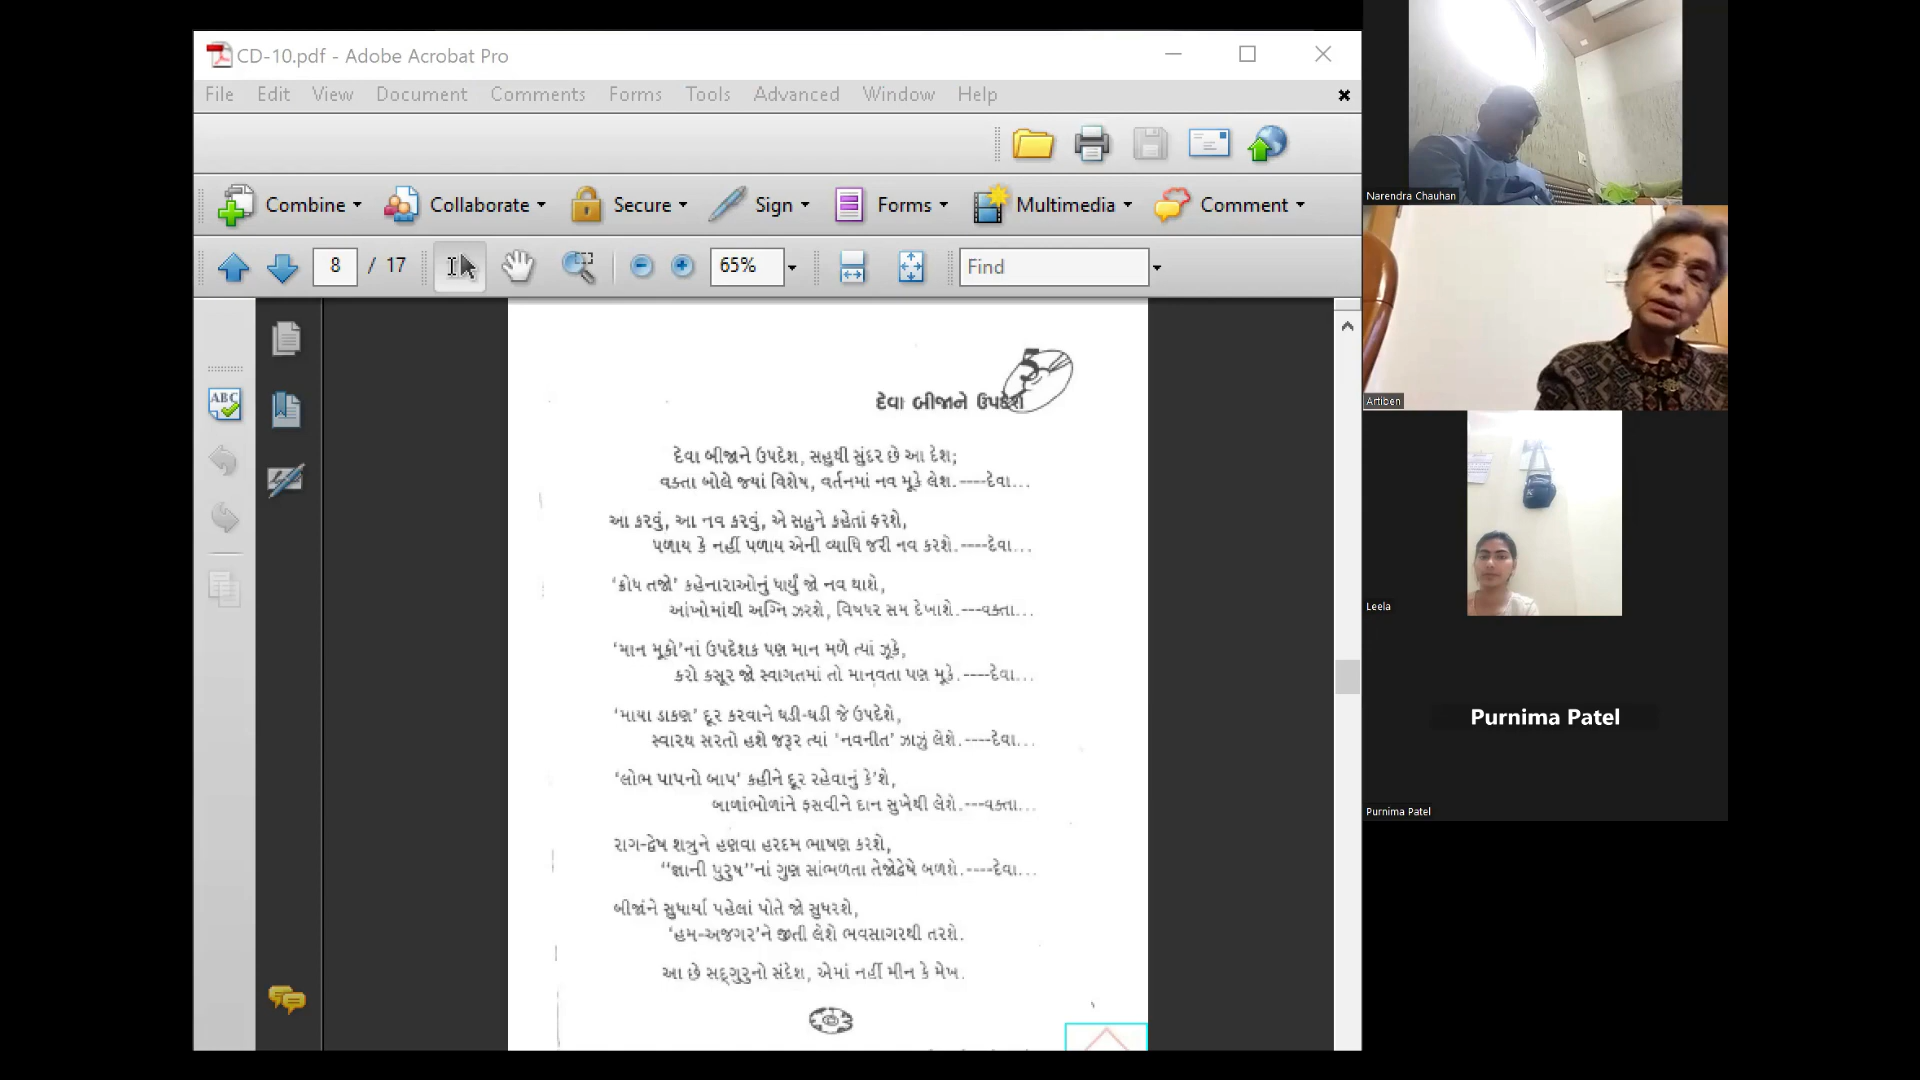 CD-10.pdf - Adobe Acrobat Pro
File Edit View Document Comments Forms Tools Advanced Window Help
Combine Collaborate Secure Sign Forms Multimedia Comment
8 / 17 65% Find
5
દેવા બીજાને ઉપદેશ
દેવા બીજાને ઉપદેશ, સહુથી સુંદર છે આ દેશ;
વક્તા બોલે જ્યાં વિશેષ, વર્તનમાં નવ મૂકે લેશ.----દેવા...
આ કરવું, આ નવ કરવું, એ સહુને કહેતાં ફરશે,
પળાય કે નહીં પળાય એની વ્યાધિ જરી નવ કરશે.----દેવા...
‘ક્રોધ તજો’ કહેનારાઓનું ધાર્યું જો નવ થાશે,
આંખોમાંથી અગ્નિ ઝરશે, વિષધર સમ દેખાશે.---વક્તા...
‘માન મૂકો’નાં ઉપદેશક પણ માન મળે ત્યાં ઝૂકે,
કરો કસૂર જો સ્વાગતમાં તો માનવતા પણ મૂકે.----દેવા...
‘માયા ડાકણ’ દૂર કરવાને ઘડી-ઘડી જે ઉપદેશે,
સ્વારથ સરતો હશે જરૂર ત્યાં ‘નવનીત’ ઝાઝું લેશે.----દેવા...
‘લોભ પાપનો બાપ’ કહીને દૂર રહેવાનું કે’શે,
બાળાંભોળાંને ફસવીને દાન સુખેથી લેશે.---વક્તા...
રાગ-દ્વેષ શત્રુને હણવા હરદમ ભાષણ કરશે,
“જ્ઞાની પુરુષ”નાં ગુણ સાંભળતા તેજોદ્વેષે બળશે.----દેવા...
બીજાંને સુધાર્યા પહેલાં પોતે જો સુધરશે,
‘હમ-અજગર’ને જીતી લેશે ભવસાગરથી તરશે.
આ છે સદ્ગુરુનો સંદેશ, એમાં નહીં મીન કે મેખ.
ABC
Narendra Chauhan
Artiben
Leela
Purnima Patel
Purnima Patel